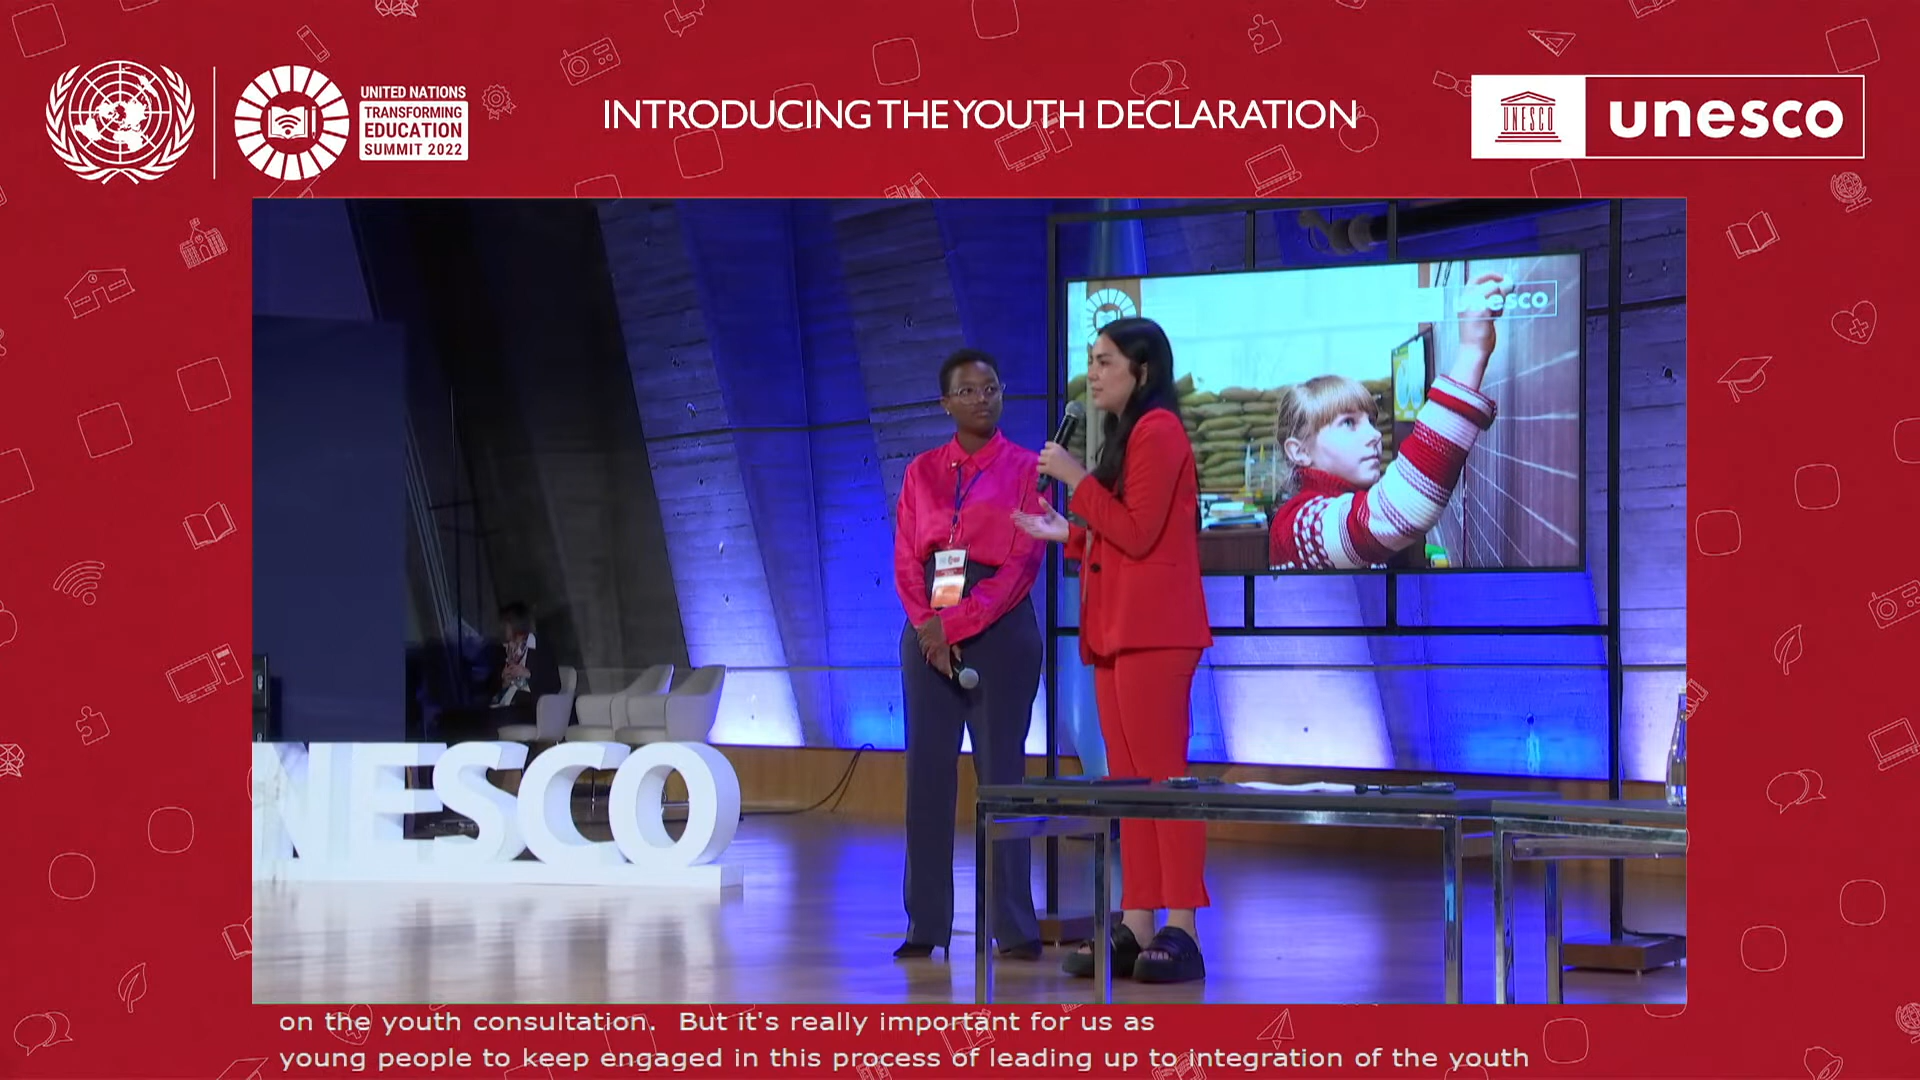 UNITED NATIONS
TRANSFORMING
EDUCATION
SUMMIT 2022
INTRODUCING THE YOUTH DECLARATION
UNESCO
unesco
unesco
NESCO
on the youth consultation. But it's really important for us as
young people to keep engaged in this process of leading up to integration of the youth